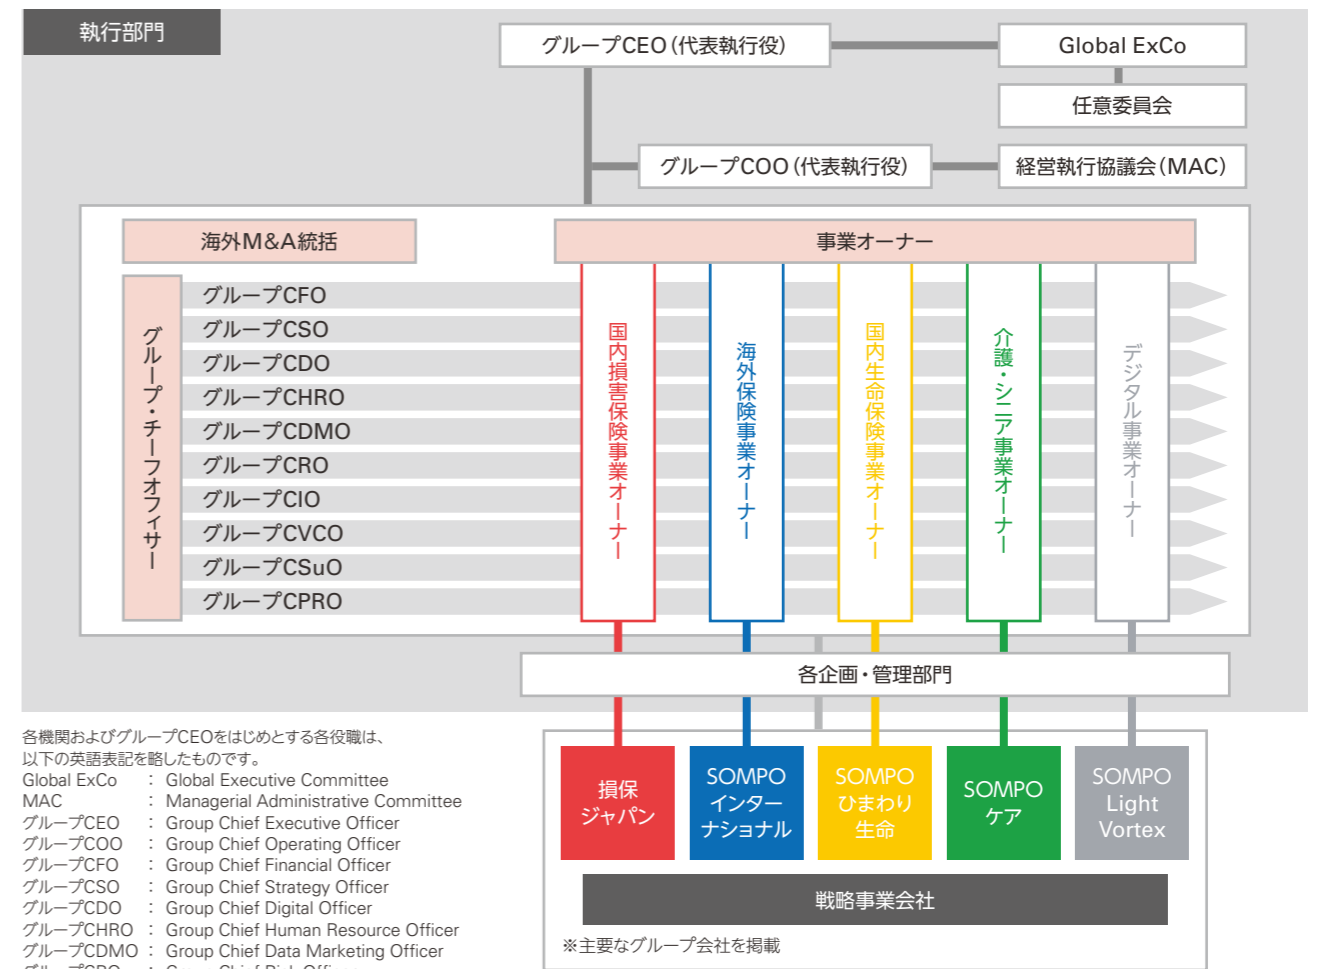 執行部門
グループCEO（代表執行役）
Global ExCo
任意委員会
グループCOO（代表執行役）
経営執行協議会（MAC）
海外M&A統括
事業オーナー
グループ・チーフオフィサー
グループCFO
グループCSO
グループCDO
グループCHRO
グループCDMO
グループCRO
グループCIO
グループCVCO
グループCSuO
グループCPRO
国内損害保険事業オーナー
海外保険事業オーナー
国内生命保険事業オーナー
介護・シニア事業オーナー
デジタル事業オーナー
各企画・管理部門
損保
ジャパン
SOMPO
インター
ナショナル
SOMPO
ひまわり
生命
SOMPO
ケア
SOMPO
Light
Vortex
戦略事業会社
※主要なグループ会社を掲載
各機関およびグループCEOをはじめとする各役職は、
以下の英語表記を略したものです。
Global ExCo : Global Executive Committee
MAC : Managerial Administrative Committee
グループCEO : Group Chief Executive Officer
グループCOO : Group Chief Operating Officer
グループCFO : Group Chief Financial Officer
グループCSO : Group Chief Strategy Officer
グループCDO : Group Chief Digital Officer
グループCHRO : Group Chief Human Resource Officer
グループCDMO : Group Chief Data Marketing Officer